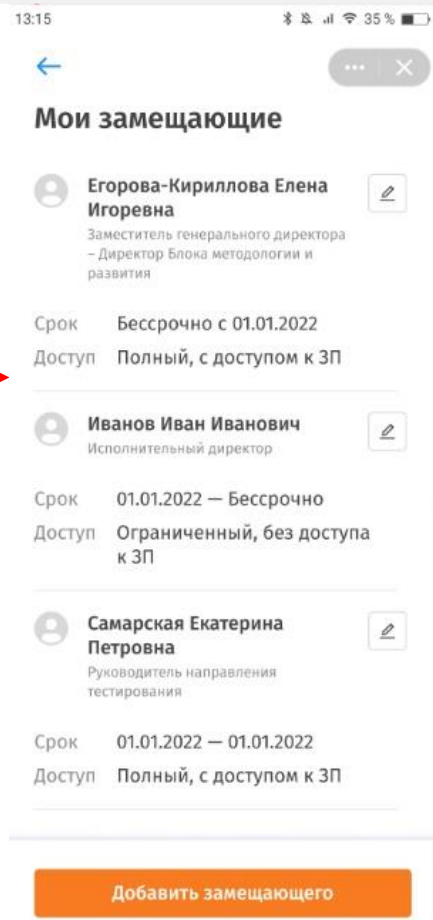 13:15
35 %
Мои замещающие
Егорова-Кириллова Елена
Игоревна
Заместитель генерального директора
– Директор Блока методологии и
развития
Срок Бессрочно с 01.01.2022
Доступ Полный, с доступом к ЗП
Иванов Иван Иванович
Исполнительный директор
Срок 01.01.2022 — Бессрочно
Доступ Ограниченный, без доступа
к ЗП
Самарская Екатерина
Петровна
Руководитель направления
тестирования
Срок 01.01.2022 — 01.01.2022
Доступ Полный, с доступом к ЗП
Добавить замещающего